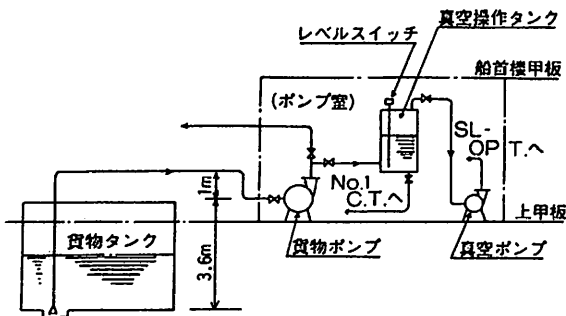 真空操作タンク
レベルスイッチ
船首楼甲板
(ポンプ室)
SL-
OP T.へ
No.1
C.T.へ
1m
上甲板
貨物タンク
貨物ポンプ
真空ポンプ
3.6m